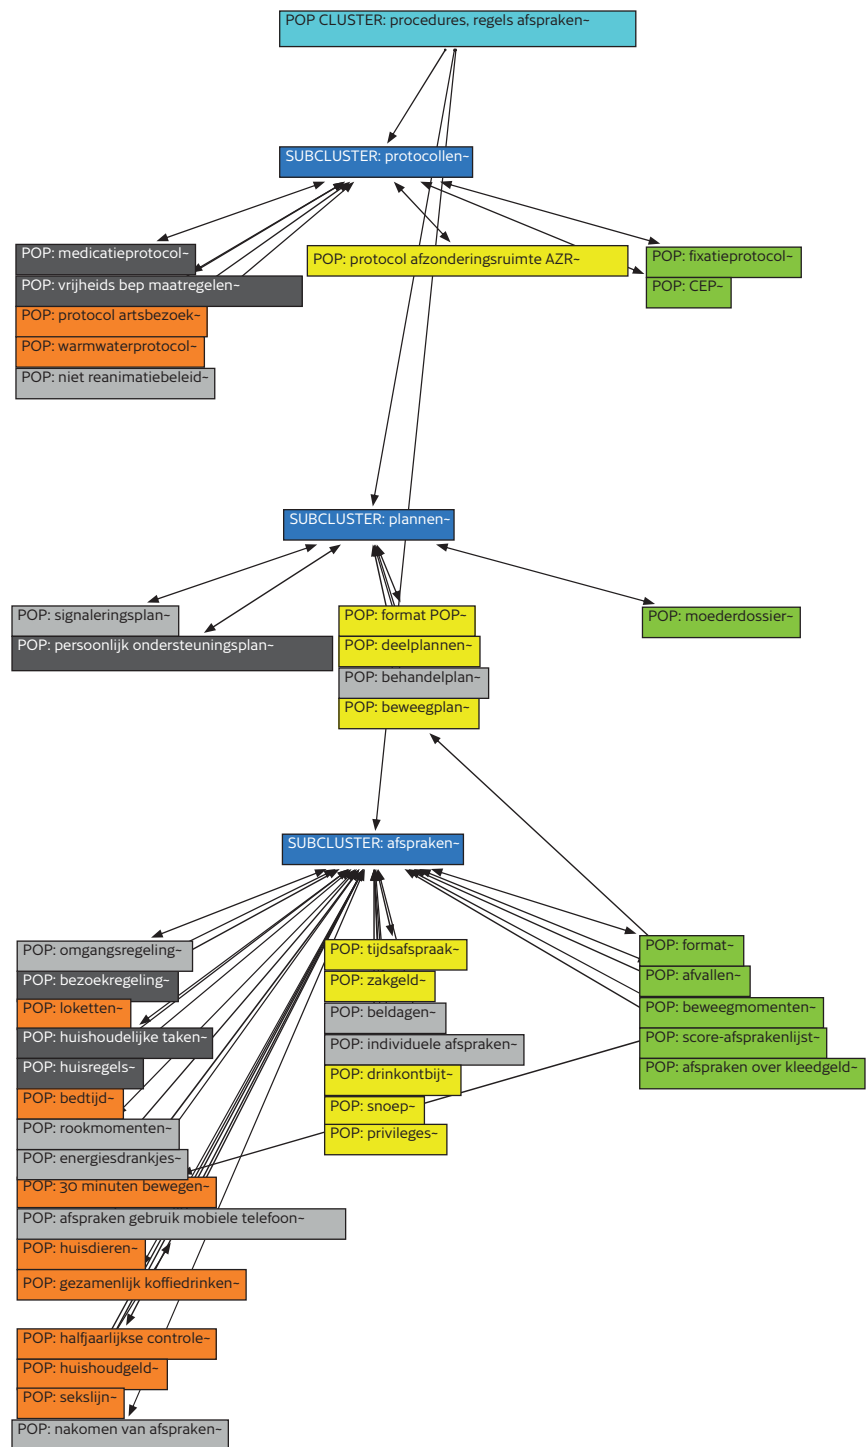 POP CLUSTER: procedures, regels afspraken~
SUBCLUSTER: protocollen~
POP: medicatieprotocol~
POP: vrijheids bep maatregelen~
POP: protocol artsbezoek~
POP: warmwaterprotocol~
POP: niet reanimatiebeleid~
POP: protocol afzonderingsruimte AZR~
POP: fixatieprotocol~
POP: CEP~
SUBCLUSTER: plannen~
POP: signaleringsplan~
POP: persoonlijk ondersteuningsplan~
POP: format POP~
POP: deelplannen~
POP: behandelplan~
POP: beweegplan~
POP: moederdossier~
SUBCLUSTER: afspraken~
POP: omgangsregeling~
POP: bezoekregeling~
POP: loketten~
POP: huishoudelijke taken~
POP: huisregels~
POP: bedtijd~
POP: rookmomenten~
POP: energiesdrankjes~
POP: 30 minuten bewegen~
POP: afspraken gebruik mobiele telefoon~
POP: huisdieren~
POP: gezamenlijk koffiedrinken~
POP: halfjaarlijkse controle~
POP: huishoudgeld~
POP: sekslijn~
POP: nakomen van afspraken~
POP: tijdsafspraak~
POP: zakgeld~
POP: beldagen~
POP: individuele afspraken~
POP: drinkontbijt~
POP: snoep~
POP: privileges~
POP: format~
POP: afvallen~
POP: beweegmomenten~
POP: score-afsprakenlijst~
POP: afspraken over kleedgeld~